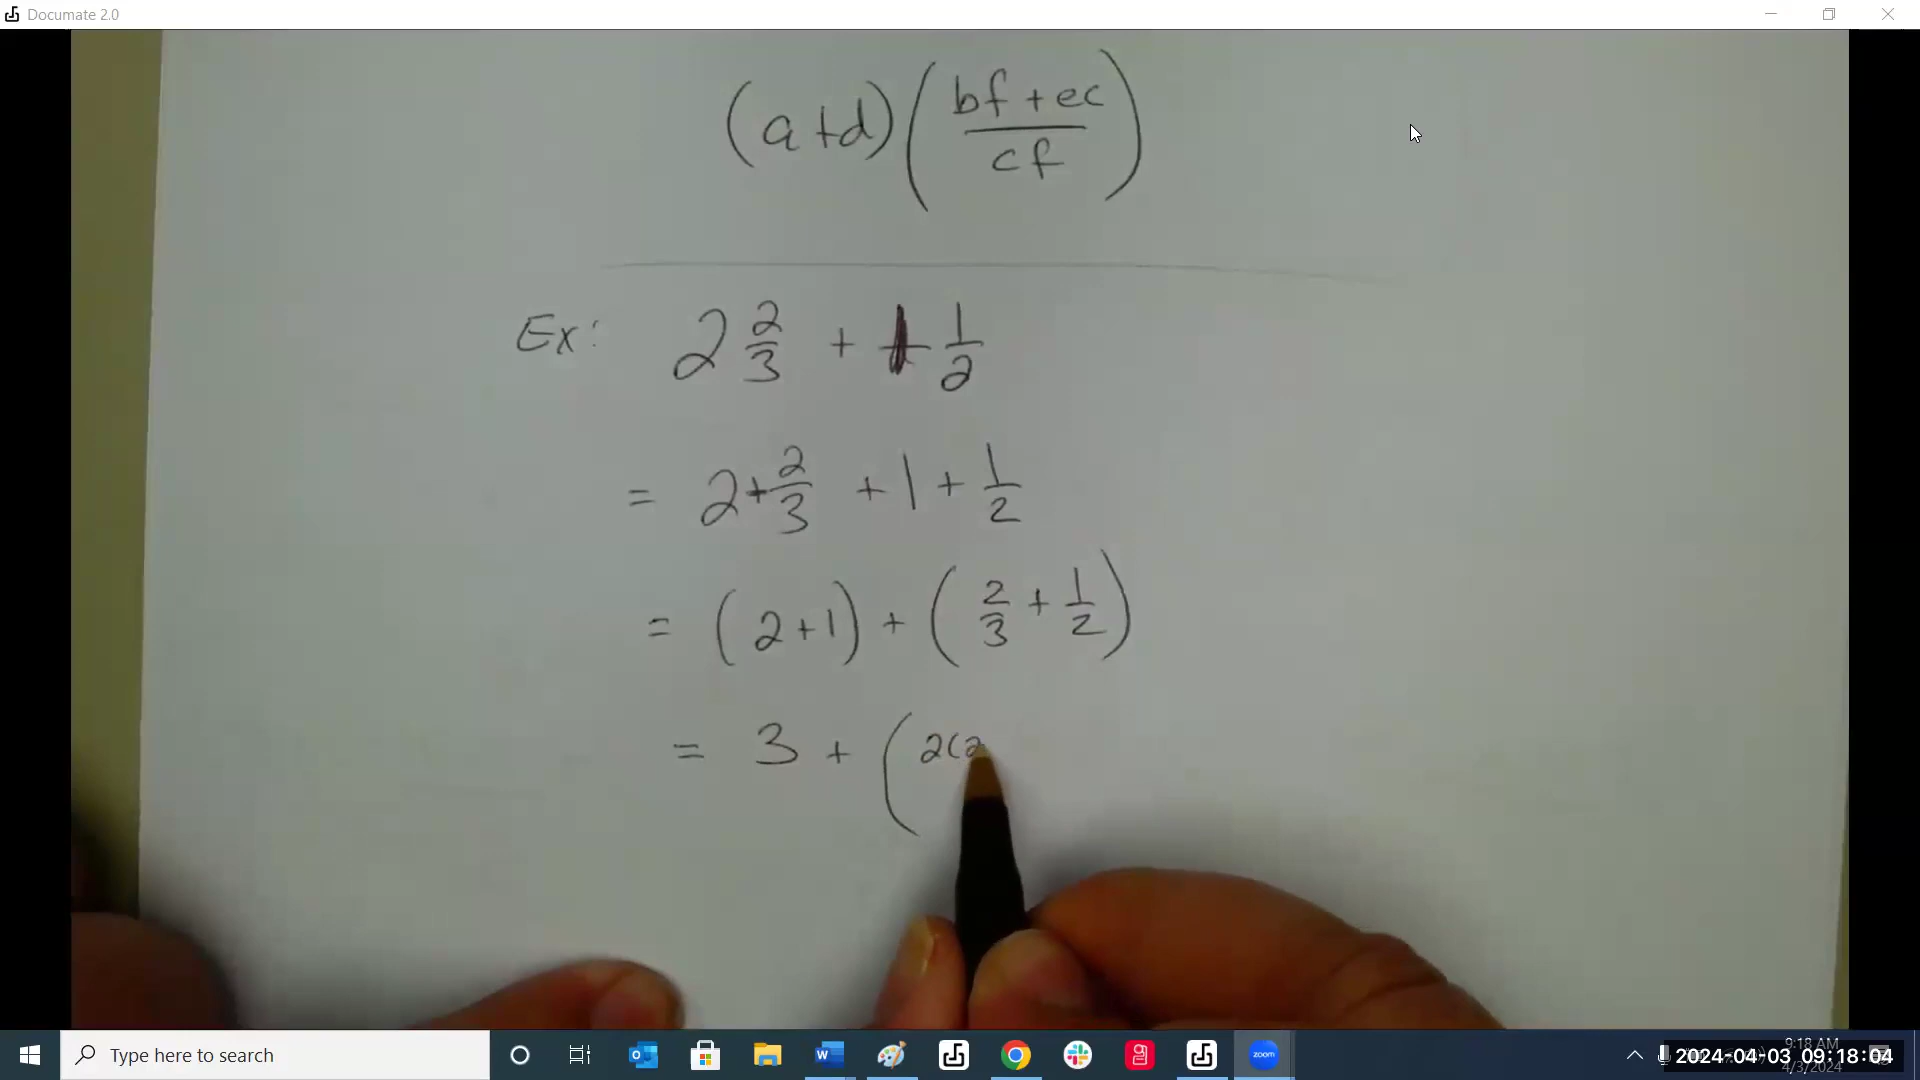 Documate 2.0
(a+d)(bf+ec/cf)
Ex: 2 2/3 + 1 1/2
= 2+2/3 +1+1/2
= (2+1)+(2/3+1/2)
= 3 + (2(2
Type here to search
zoom
9:18 AM
2024-04-03 09:18:04
4/3/2024